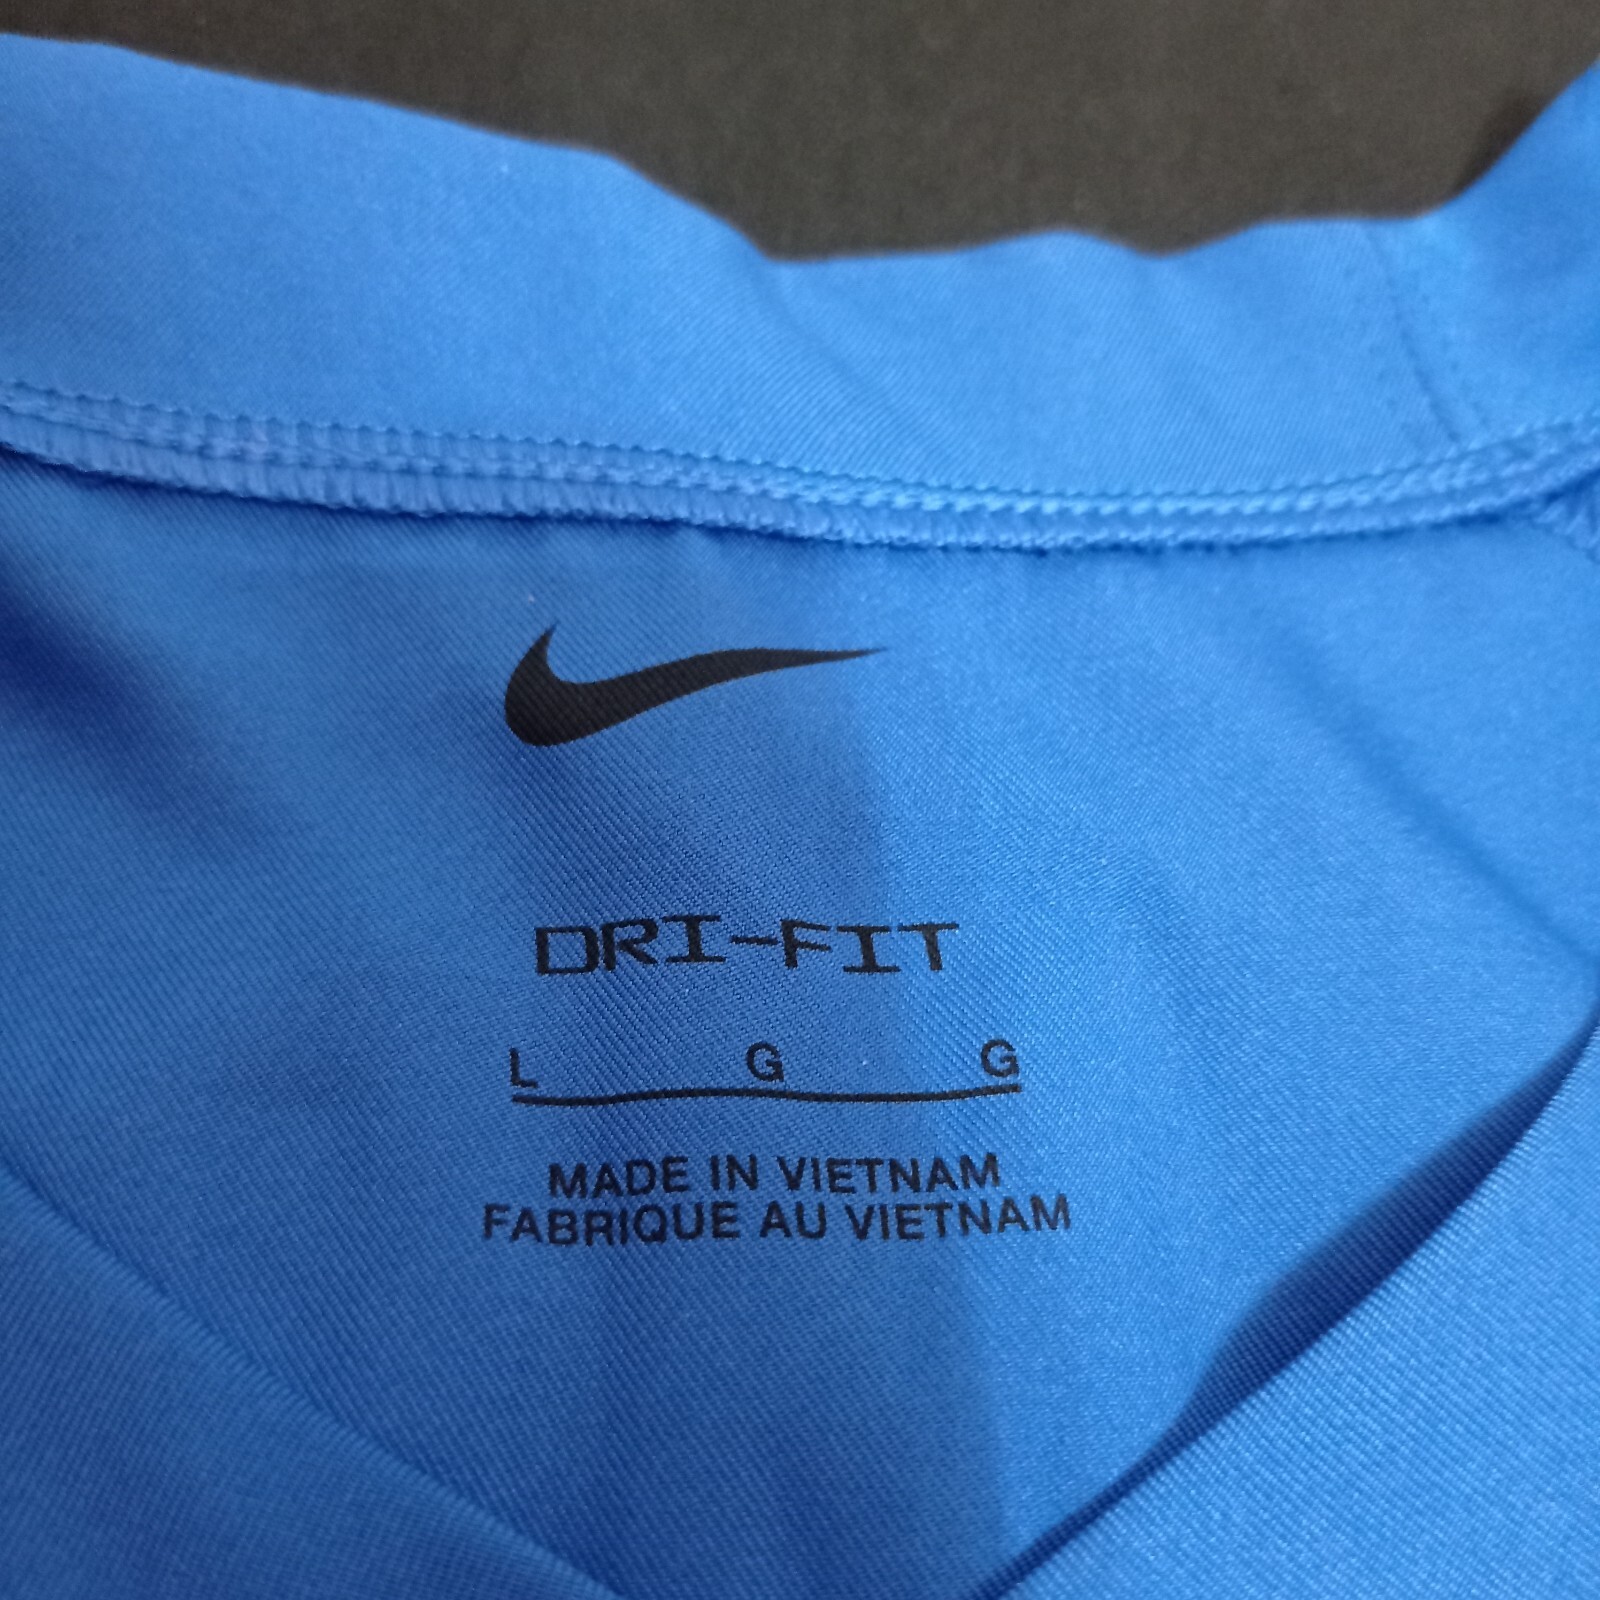 DRI-FIT
L G G
MADE IN VIETNAM
FABRIQUE AU VIETNAM